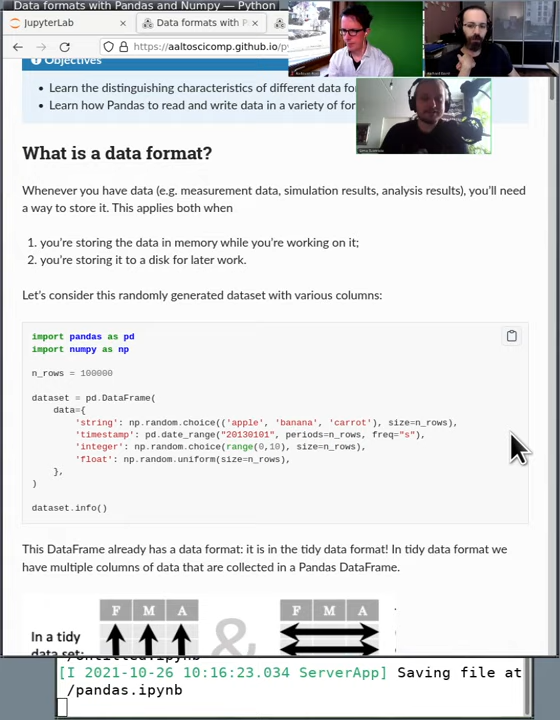 Data formats with Pandas and Numpy — Python
JupyterLab
Data formats with P
https://aaltoscicomp.github.io/py
Objectives
Learn the distinguishing characteristics of different data fo
Learn how Pandas to read and write data in a variety of for
What is a data format?
Whenever you have data (e.g. measurement data, simulation results, analysis results), you'll need
a way to store it. This applies both when
1. you're storing the data in memory while you're working on it;
2. you're storing it to a disk for later work.
Let's consider this randomly generated dataset with various columns:
import pandas as pd
import numpy as np
n_rows = 100000
dataset = pd.DataFrame(
data={
'string': np.random.choice(('apple', 'banana', 'carrot'), size=n_rows),
'timestamp': pd.date_range("20130101", periods=n_rows, freq="s"),
'integer': np.random.choice(range(0,10), size=n_rows),
'float': np.random.uniform(size=n_rows),
},
)
dataset.info()
This DataFrame already has a data format: it is in the tidy data format! In tidy data format we
have multiple columns of data that are collected in a Pandas DataFrame.
F M A & F M A
In a tidy
data set:
/Untitled.ipynb
[I 2021-10-26 10:16:23.034 ServerApp] Saving file at
/pandas.ipynb